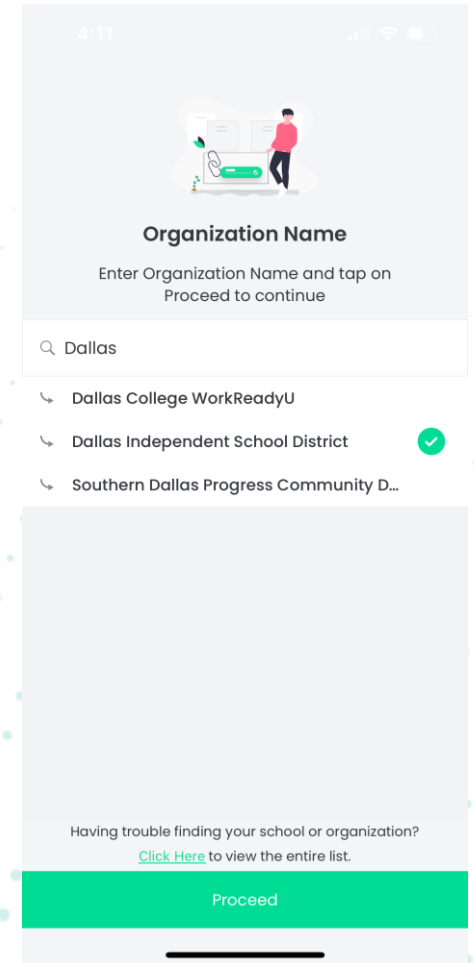 4:11
Organization Name
Enter Organization Name and tap on
Proceed to continue
Dallas
Dallas College WorkReadyU
Dallas Independent School District
Southern Dallas Progress Community D...
Having trouble finding your school or organization?
Click Here to view the entire list.
Proceed